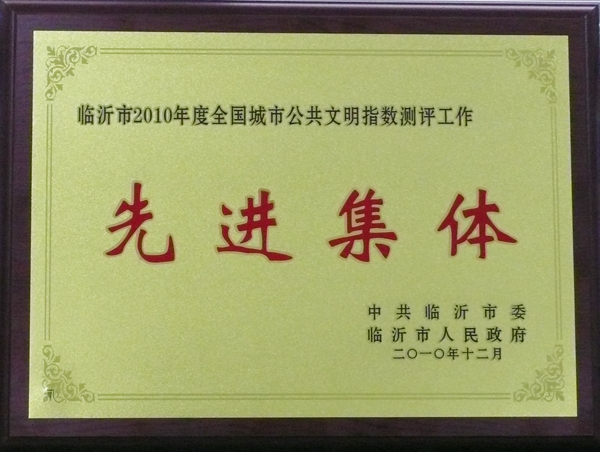 临沂市2010年度全国城市公共文明指数测评工作
先进集体
中共临沂市委
临沂市人民政府
二〇一〇年十二月